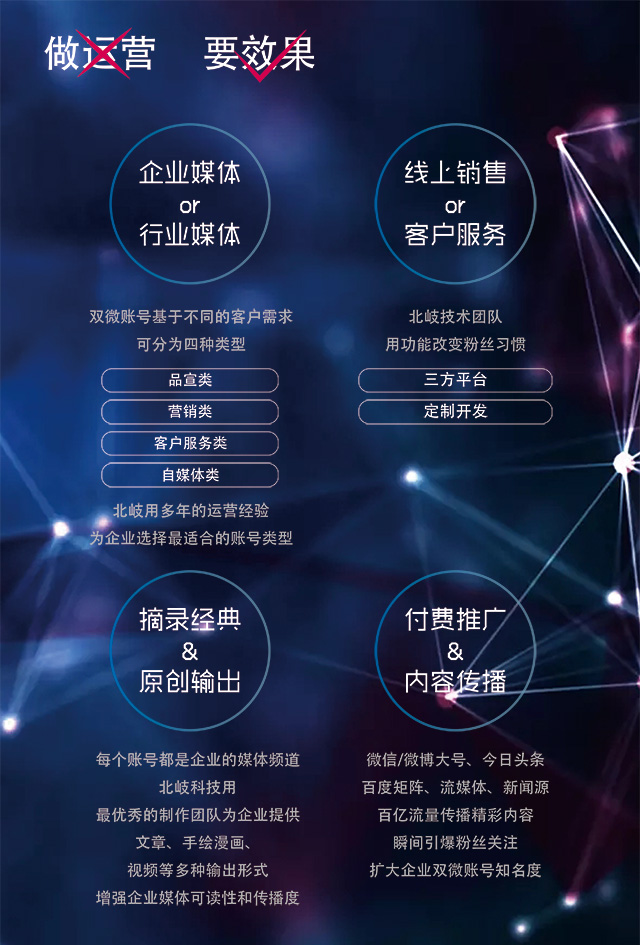 做运营 要效果
企业媒体
or
行业媒体
双微账号基于不同的客户需求
可分为四种类型
品宣类
营销类
客户服务类
自媒体类
北岐用多年的运营经验
为企业选择最适合的账号类型
线上销售
or
客户服务
北岐技术团队
用功能改变粉丝习惯
三方平台
定制开发
摘录经典
&
原创输出
每个账号都是企业的媒体频道
北岐科技用
最优秀的制作团队为企业提供
文章、手绘漫画、
视频等多种输出形式
增强企业媒体可读性和传播度
付费推广
&
内容传播
微信/微博大号、今日头条
百度矩阵、流媒体、新闻源
百亿流量传播精彩内容
瞬间引爆粉丝关注
扩大企业双微账号知名度